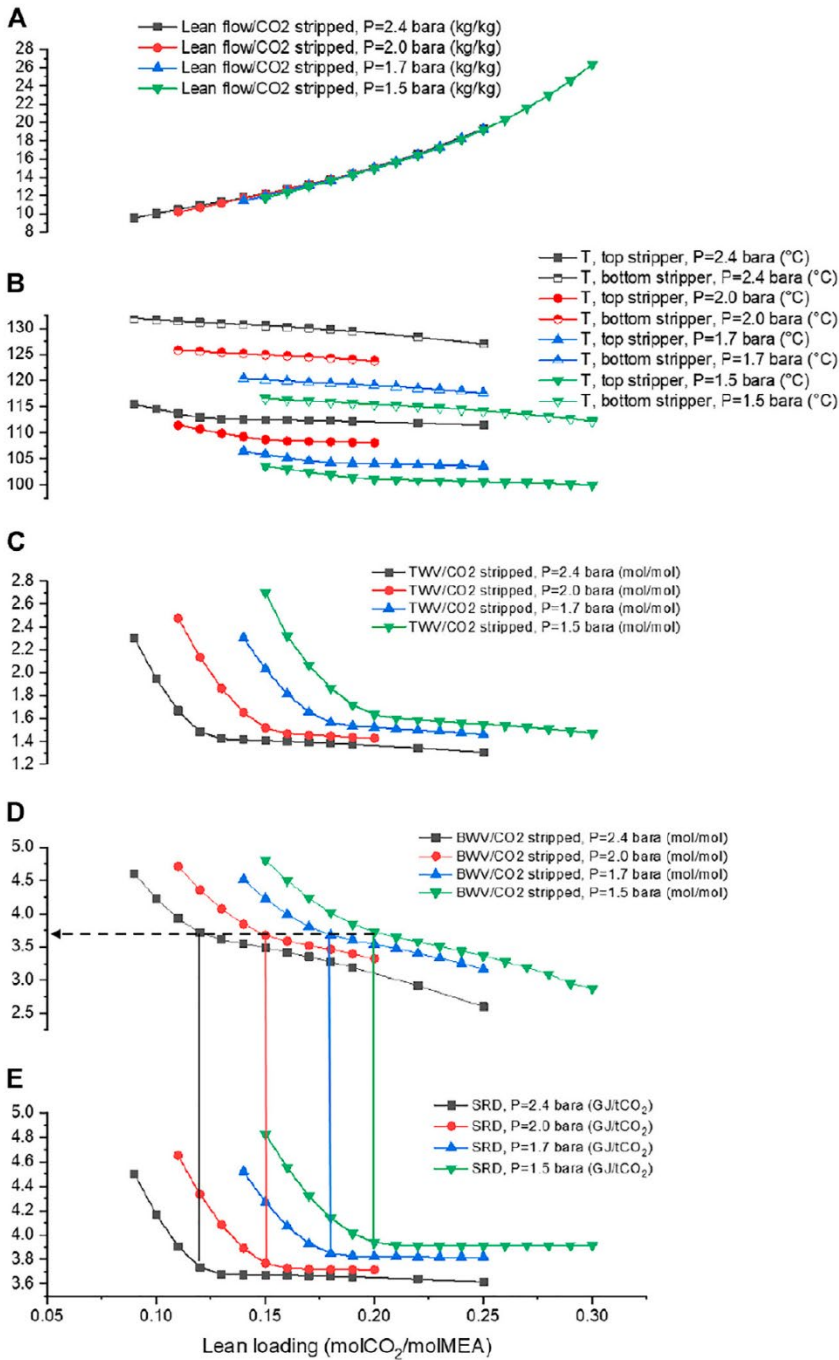 A
Lean flow/CO2 stripped, P=2.4 bara (kg/kg)
Lean flow/CO2 stripped, P=2.0 bara (kg/kg)
Lean flow/CO2 stripped, P=1.7 bara (kg/kg)
Lean flow/CO2 stripped, P=1.5 bara (kg/kg)
28
26
24
22
20
18
16
14
12
10
8
B
T, top stripper, P=2.4 bara (°C)
T, bottom stripper, P=2.4 bara (°C)
T, top stripper, P=2.0 bara (°C)
T, bottom stripper, P=2.0 bara (°C)
T, top stripper, P=1.7 bara (°C)
T, bottom stripper, P=1.7 bara (°C)
T, top stripper, P=1.5 bara (°C)
T, bottom stripper, P=1.5 bara (°C)
130
125
120
115
110
105
100
C
TWV/CO2 stripped, P=2.4 bara (mol/mol)
TWV/CO2 stripped, P=2.0 bara (mol/mol)
TWV/CO2 stripped, P=1.7 bara (mol/mol)
TWV/CO2 stripped, P=1.5 bara (mol/mol)
2.8
2.6
2.4
2.2
2.0
1.8
1.6
1.4
1.2
D
BWV/CO2 stripped, P=2.4 bara (mol/mol)
BWV/CO2 stripped, P=2.0 bara (mol/mol)
BWV/CO2 stripped, P=1.7 bara (mol/mol)
BWV/CO2 stripped, P=1.5 bara (mol/mol)
5.0
4.5
4.0
3.5
3.0
2.5
E
SRD, P=2.4 bara (GJ/tCO₂)
SRD, P=2.0 bara (GJ/tCO₂)
SRD, P=1.7 bara (GJ/tCO₂)
SRD, P=1.5 bara (GJ/tCO₂)
5.0
4.8
4.6
4.4
4.2
4.0
3.8
3.6
0.05 0.10 0.15 0.20 0.25 0.30
Lean loading (molCO₂/molMEA)